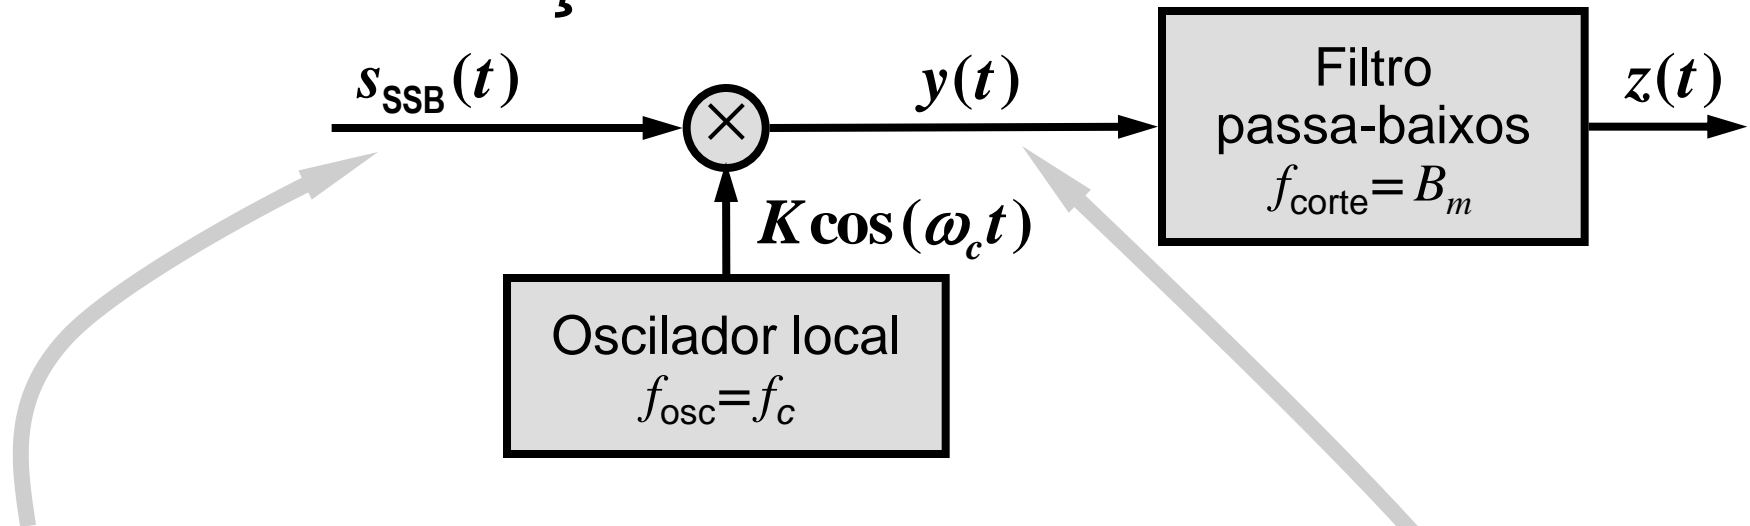 s_SSB(t)
y(t)
Filtro
passa-baixos
f_corte = B_m
z(t)
K cos(ω_c t)
Oscilador local
f_osc = f_c